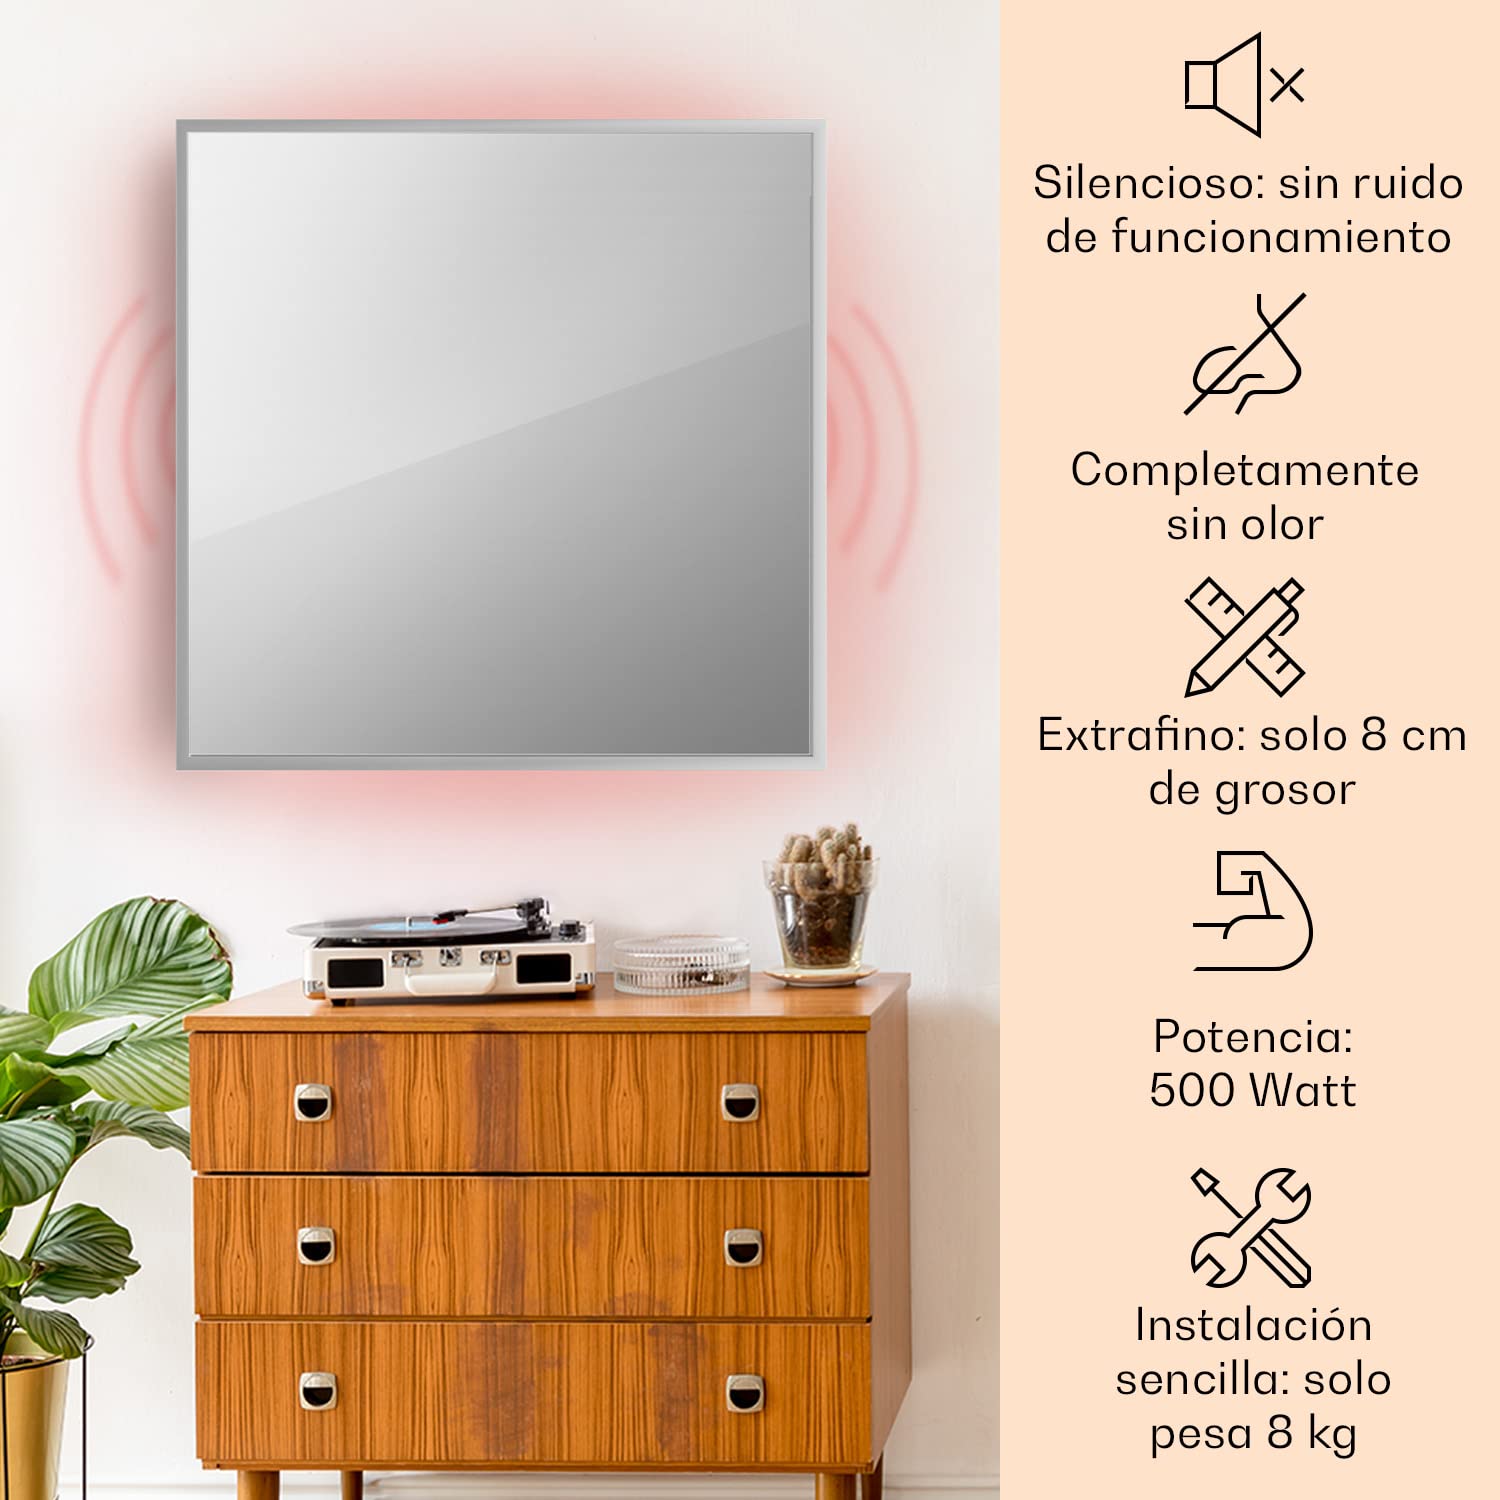 Silencioso: sin ruido
de funcionamiento
Completamente
sin olor
Extrafino: solo 8 cm
de grosor
Potencia:
500 Watt
Instalación
sencilla: solo
pesa 8 kg